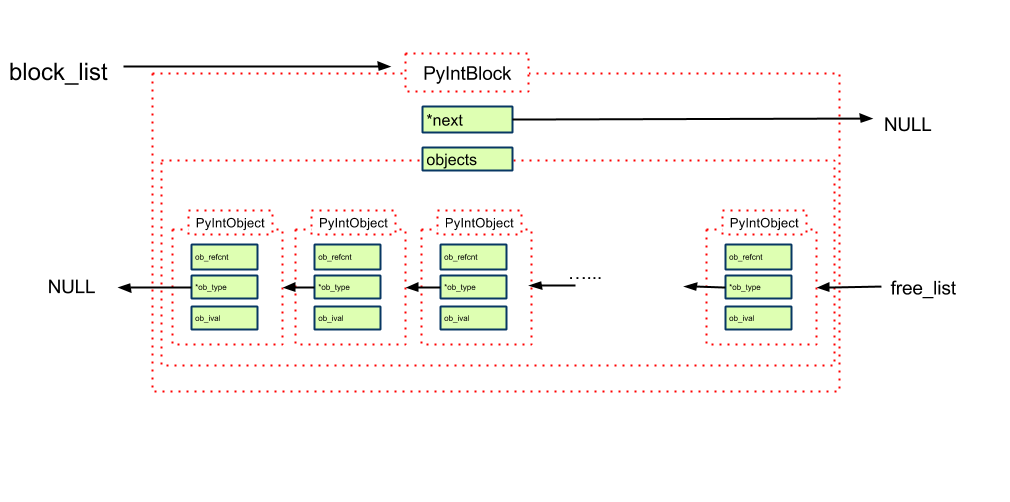 block_list
PyIntBlock
*next
NULL
objects
PyIntObject PyIntObject PyIntObject PyIntObject
ob_refcnt ob_refcnt ob_refcnt ob_refcnt
NULL *ob_type *ob_type *ob_type ...... *ob_type free_list
ob_ival ob_ival ob_ival ob_ival